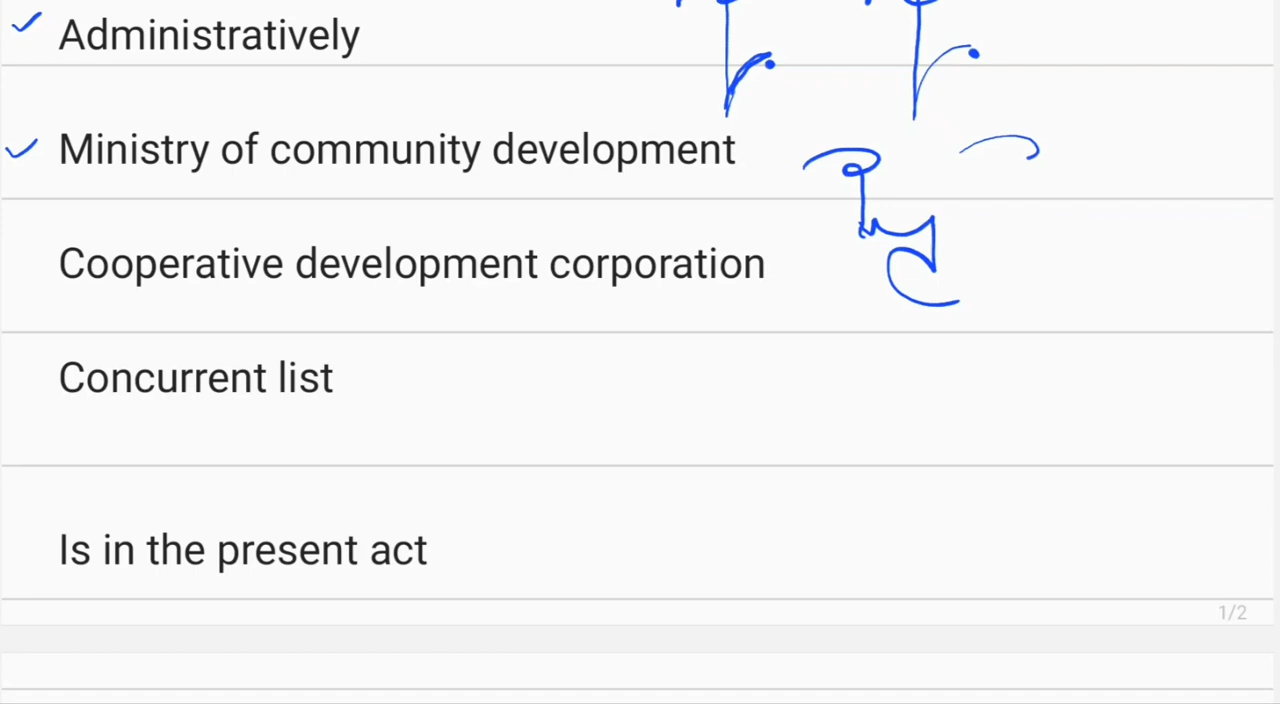 Administratively
Ministry of community development
Cooperative development corporation
Concurrent list
Is in the present act
1/2